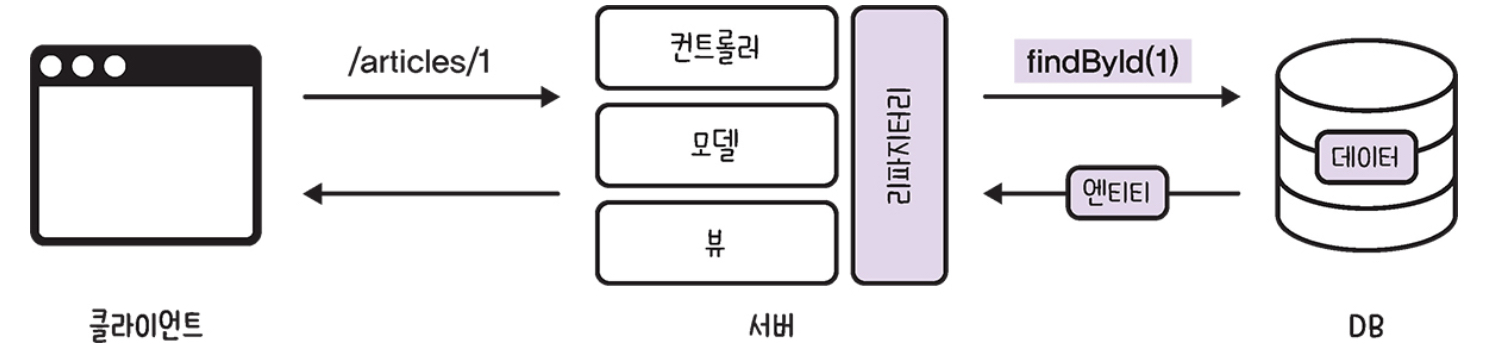 /articles/1
컨트롤러
모델
뷰
리파지터리
findById(1)
엔티티
데이터
클라이언트
서버
DB